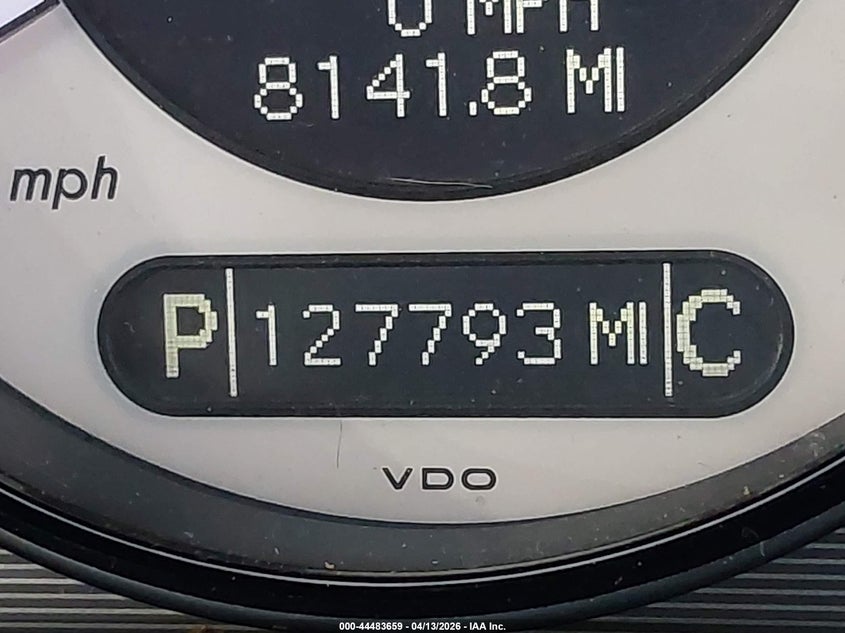 0 MPH
8141.8 MI
mph
P 127793 MI C
VDO
000-44483659 - 04/13/2026 - IAA Inc.